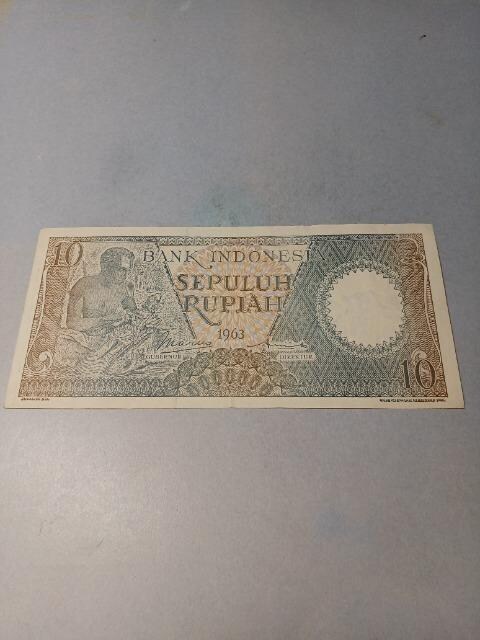 10
BANK INDONESIA
SEPULUH
RUPIAH
1963
GUBERNUR
DIREKTUR
10